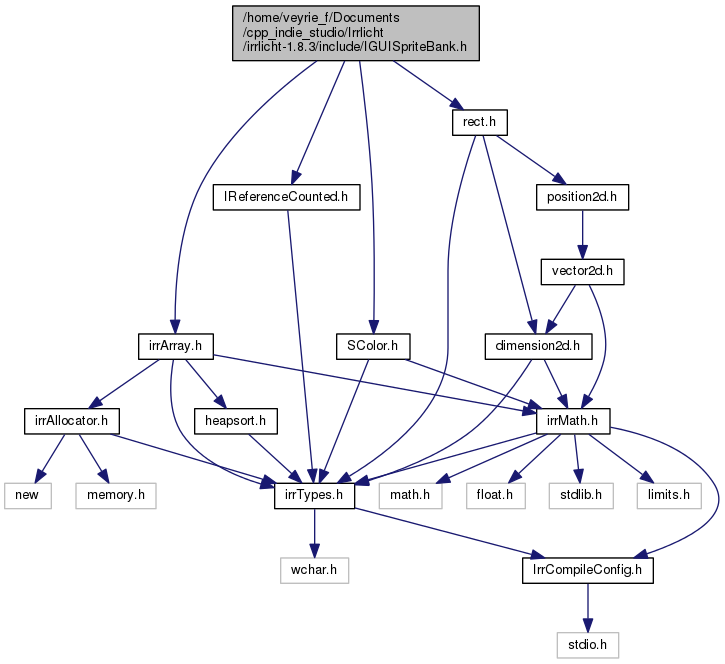 /home/veyrie_f/Documents
/cpp_indie_studio/Irrlicht
/irrlicht-1.8.3/include/IGUISpriteBank.h
rect.h
IReferenceCounted.h
position2d.h
vector2d.h
irrArray.h
SColor.h
dimension2d.h
irrAllocator.h
heapsort.h
irrMath.h
new
memory.h
irrTypes.h
math.h
float.h
stdlib.h
limits.h
wchar.h
IrrCompileConfig.h
stdio.h